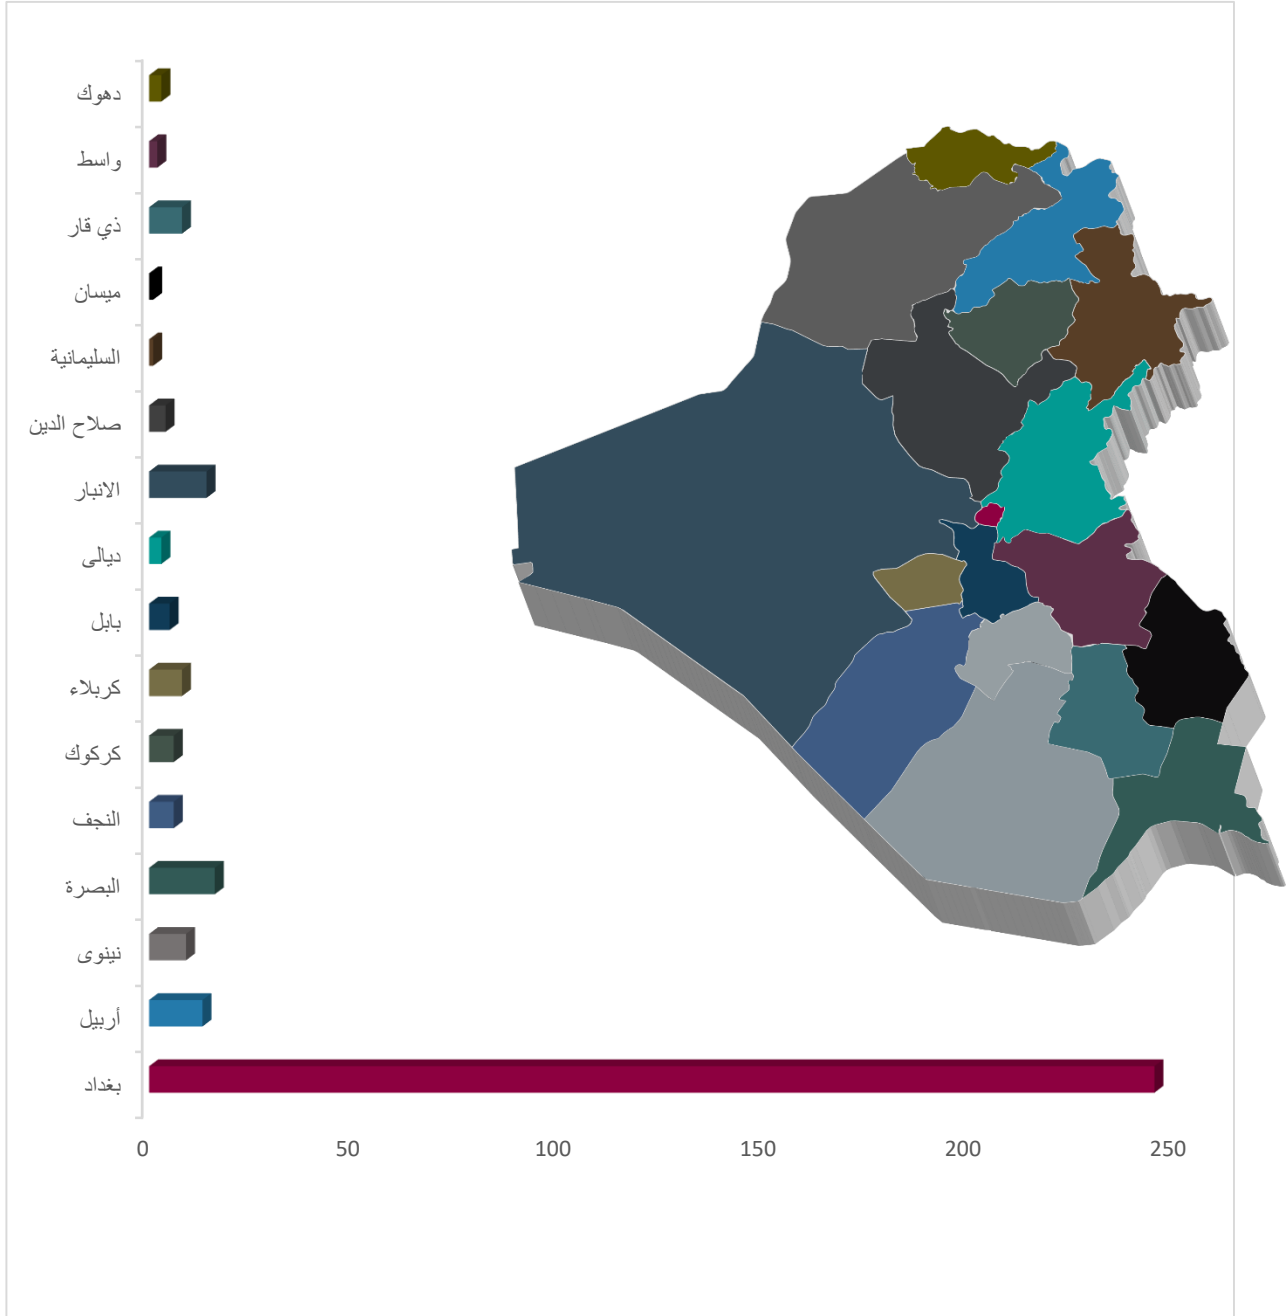 دهوك
واسط
ذي قار
ميسان
السليمانية
صلاح الدين
الانبار
ديالى
بابل
كربلاء
كركوك
النجف
البصرة
نينوى
أربيل
بغداد
0 50 100 150 200 250